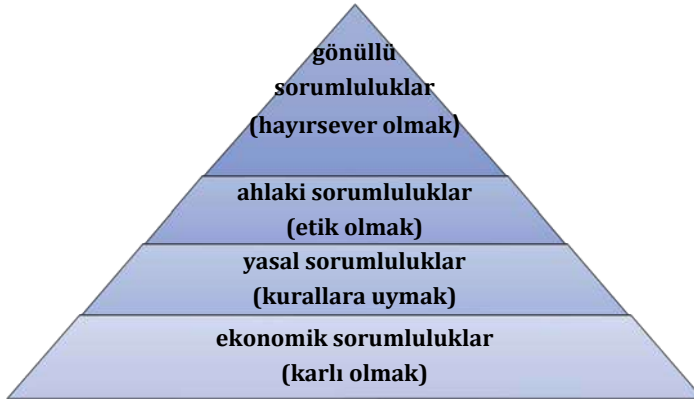 gönüllü
sorumluluklar
(hayırsever olmak)
ahlaki sorumluluklar
(etik olmak)
yasal sorumluluklar
(kurallara uymak)
ekonomik sorumluluklar
(karlı olmak)